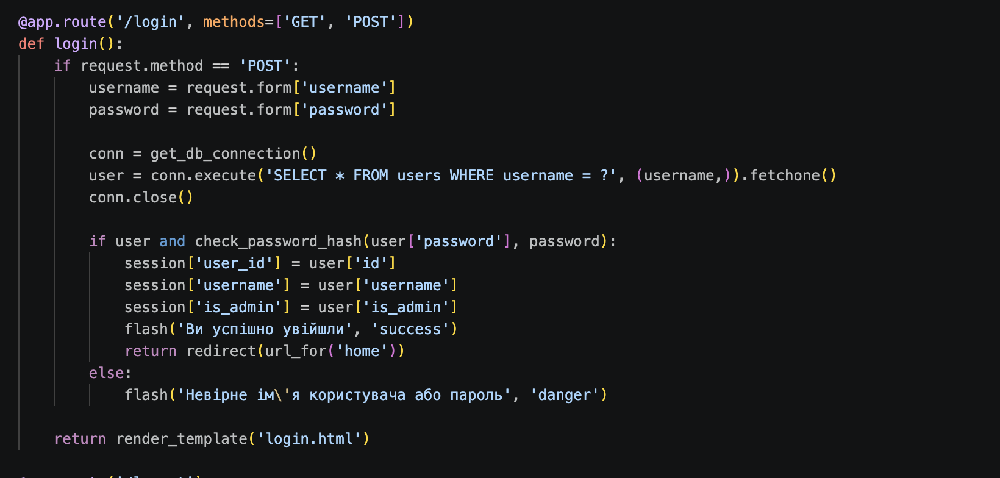 @app.route('/login', methods=['GET', 'POST'])
def login():
    if request.method == 'POST':
        username = request.form['username']
        password = request.form['password']

        conn = get_db_connection()
        user = conn.execute('SELECT * FROM users WHERE username = ?', (username,)).fetchone()
        conn.close()

        if user and check_password_hash(user['password'], password):
            session['user_id'] = user['id']
            session['username'] = user['username']
            session['is_admin'] = user['is_admin']
            flash('Ви успішно увійшли', 'success')
            return redirect(url_for('home'))
        else:
            flash('Невірне ім\'я користувача або пароль', 'danger')

    return render_template('login.html')